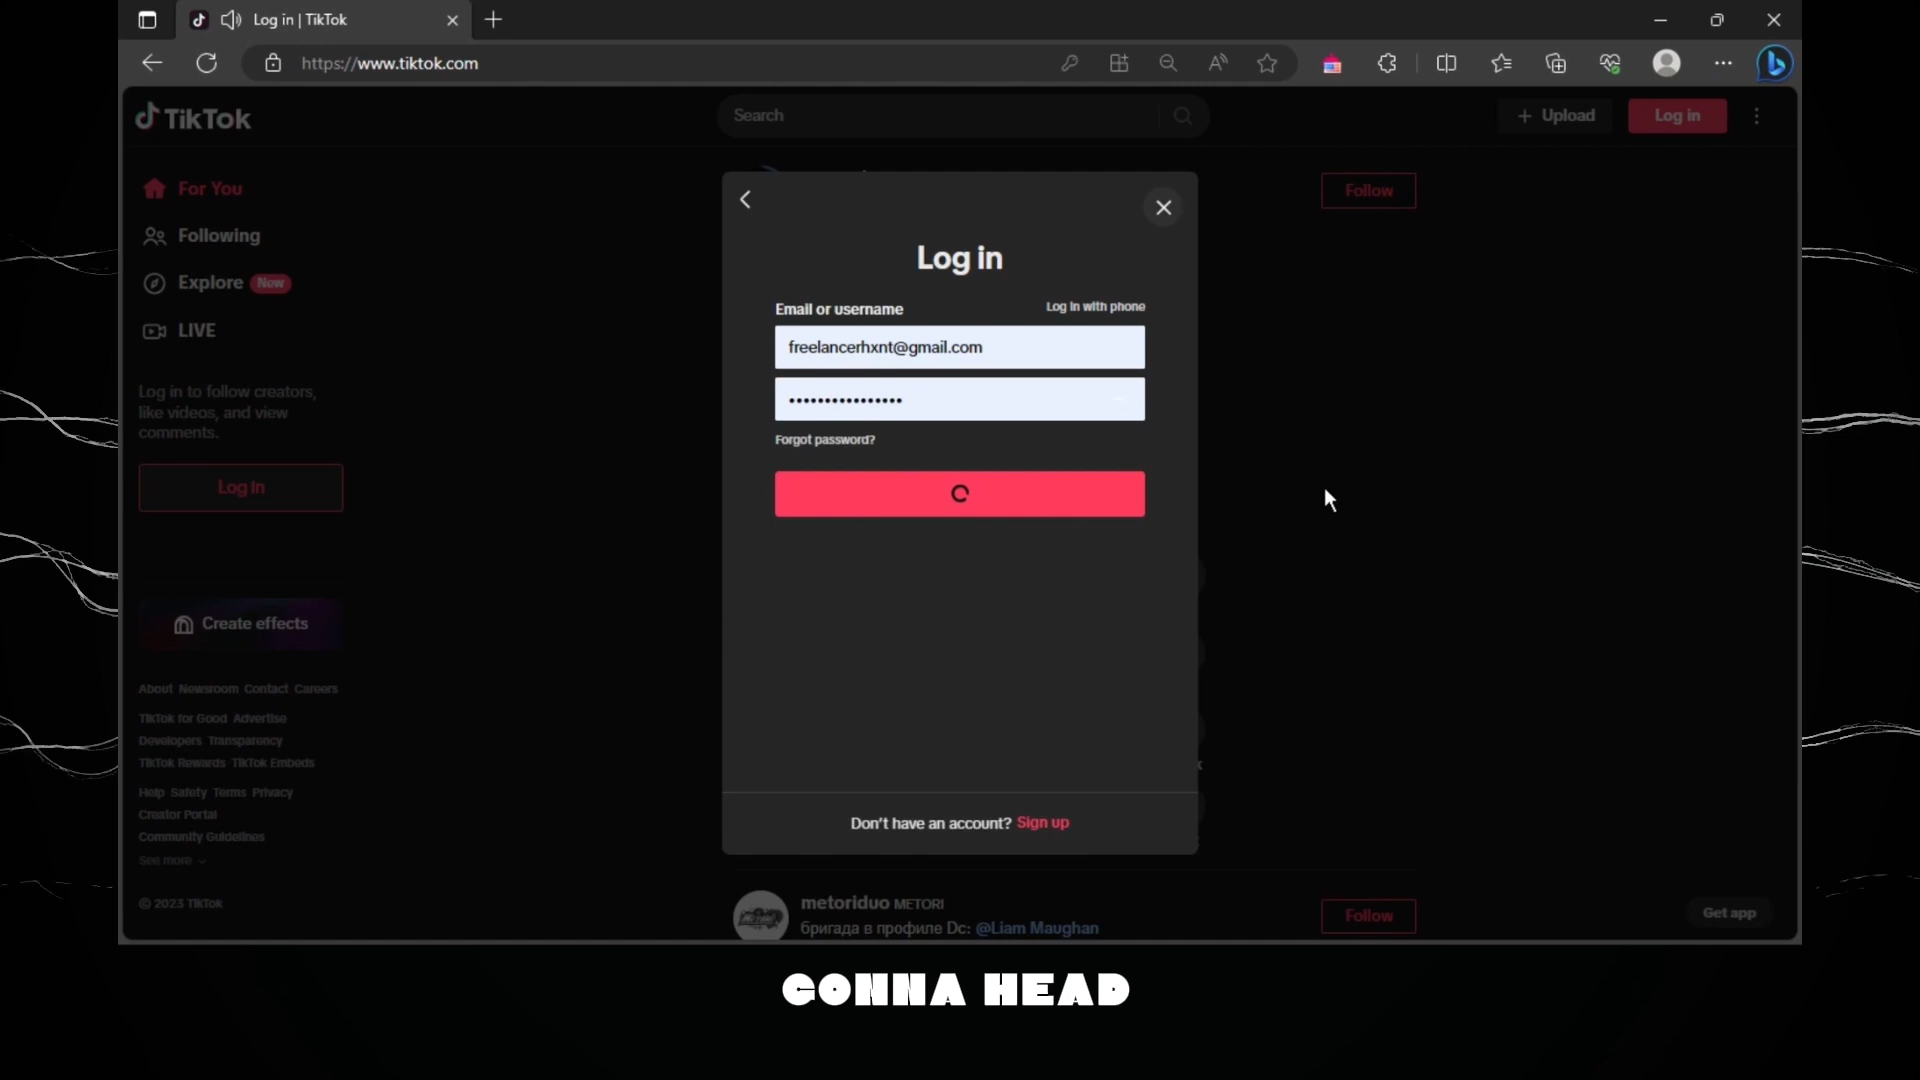 Log in | TikTok
https://www.tiktok.com
TikTok
Search
Upload
Log in
For You
Following
Explore New
LIVE
Log in to follow creators,
like videos, and view
comments.
Log in
Create effects
About Newsroom Contact Careers
TikTok for Good Advertise
Developers Transparency
TikTok Rewards TikTok Embeds
Help Safety Terms Privacy
Creator Portal
Community Guidelines
See more
© 2023 TikTok
Follow
Log in
Email or username
Log in with phone
freelancerhxnt@gmail.com
••••••••••••••••
Forgot password?
Don't have an account? Sign up
metoriduo METORI
бригада в профиле Dc: @Liam Maughan
Follow
Get app
GONNA HEAD